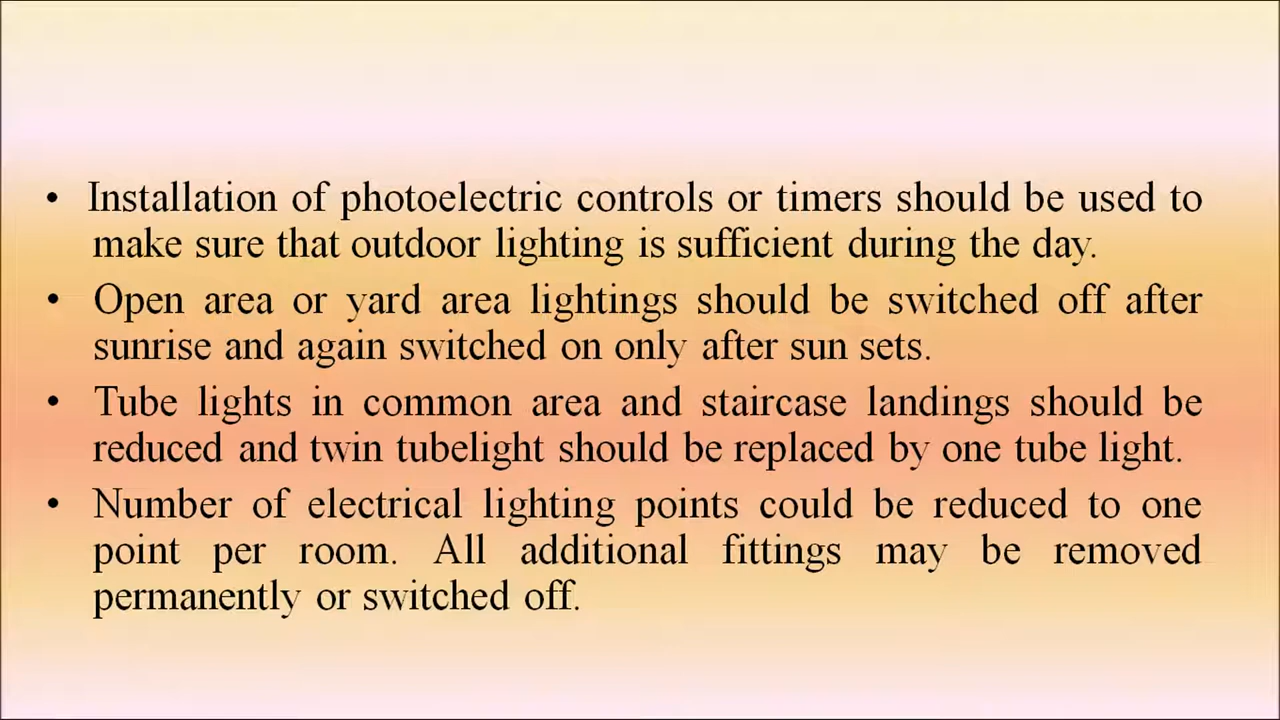 • Installation of photoelectric controls or timers should be used to
make sure that outdoor lighting is sufficient during the day.
• Open area or yard area lightings should be switched off after
sunrise and again switched on only after sun sets.
• Tube lights in common area and staircase landings should be
reduced and twin tubelight should be replaced by one tube light.
• Number of electrical lighting points could be reduced to one
point per room. All additional fittings may be removed
permanently or switched off.